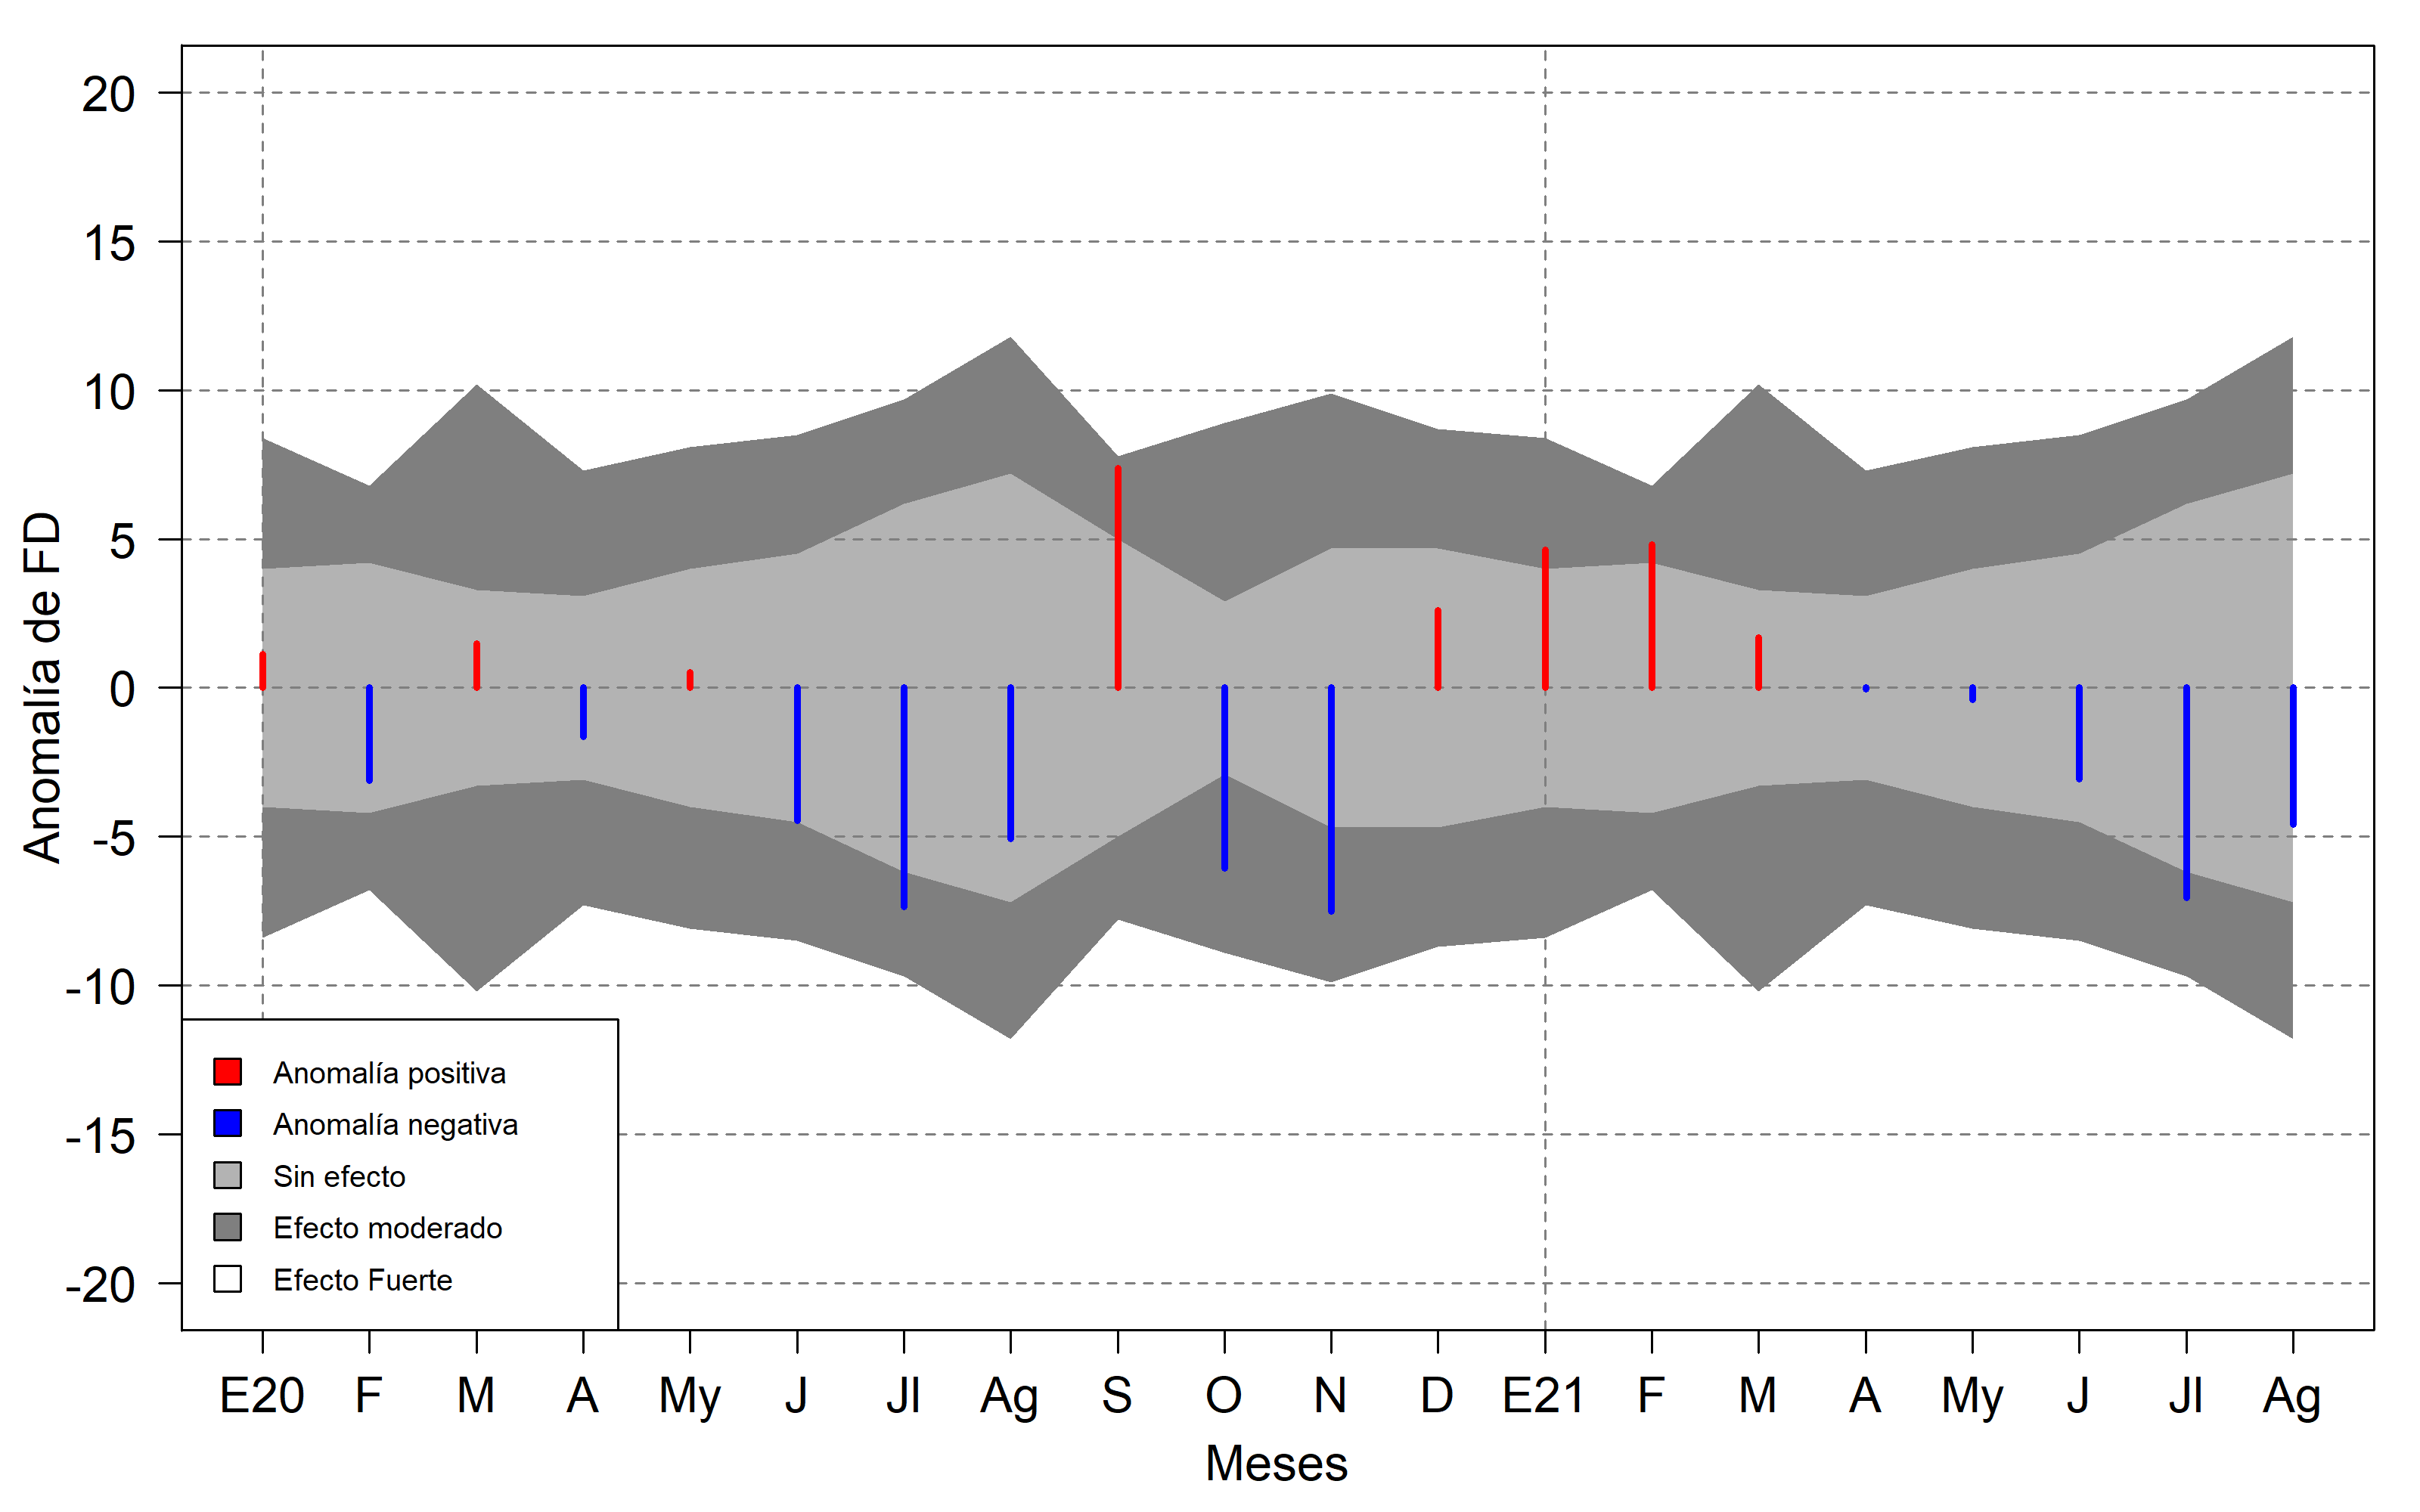 Anomalía de FD
20
15
10
5
0
-5
-10
-15
-20
Anomalía positiva
Anomalía negativa
Sin efecto
Efecto moderado
Efecto Fuerte
E20 F M A My J Jl Ag S O N D E21 F M A My J Jl Ag
Meses